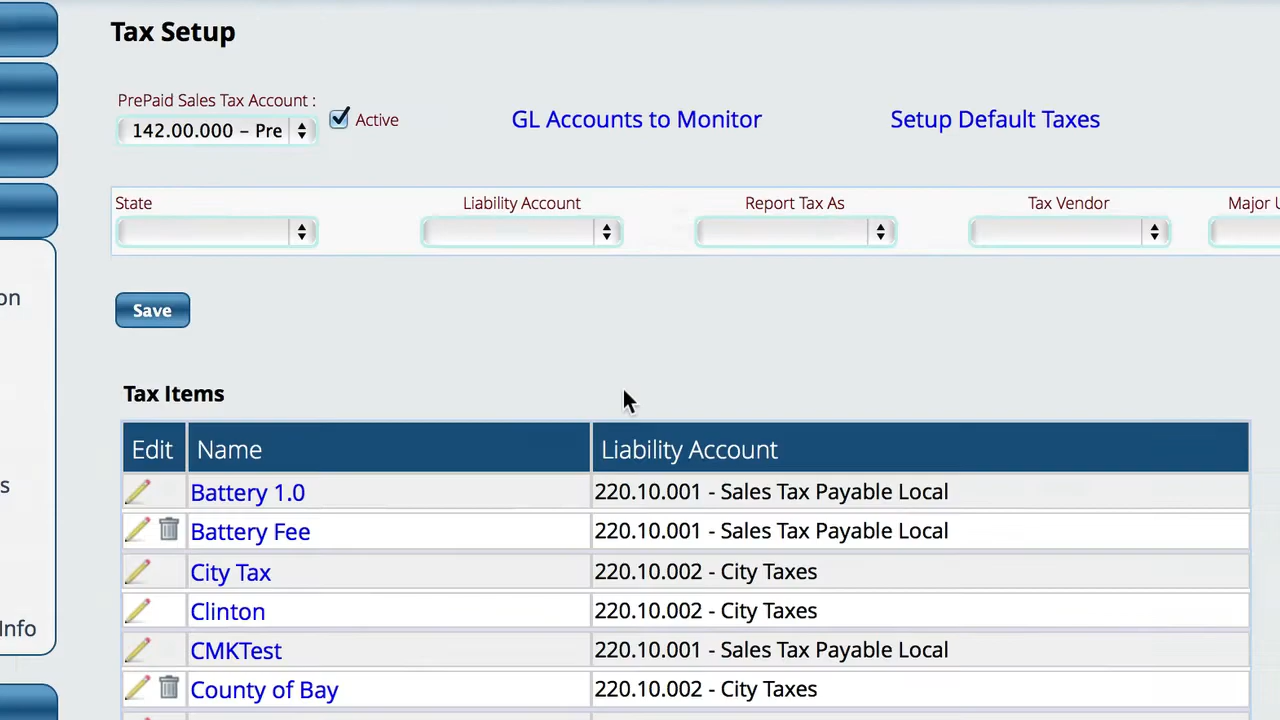 Tax Setup
PrePaid Sales Tax Account :
142.00.000 – Pre
Active
GL Accounts to Monitor
Setup Default Taxes
State
Liability Account
Report Tax As
Tax Vendor
Major U
Save
on
s
Info
Tax Items
Edit Name Liability Account
Battery 1.0 220.10.001 - Sales Tax Payable Local
Battery Fee 220.10.001 - Sales Tax Payable Local
City Tax 220.10.002 - City Taxes
Clinton 220.10.002 - City Taxes
CMKTest 220.10.001 - Sales Tax Payable Local
County of Bay 220.10.002 - City Taxes